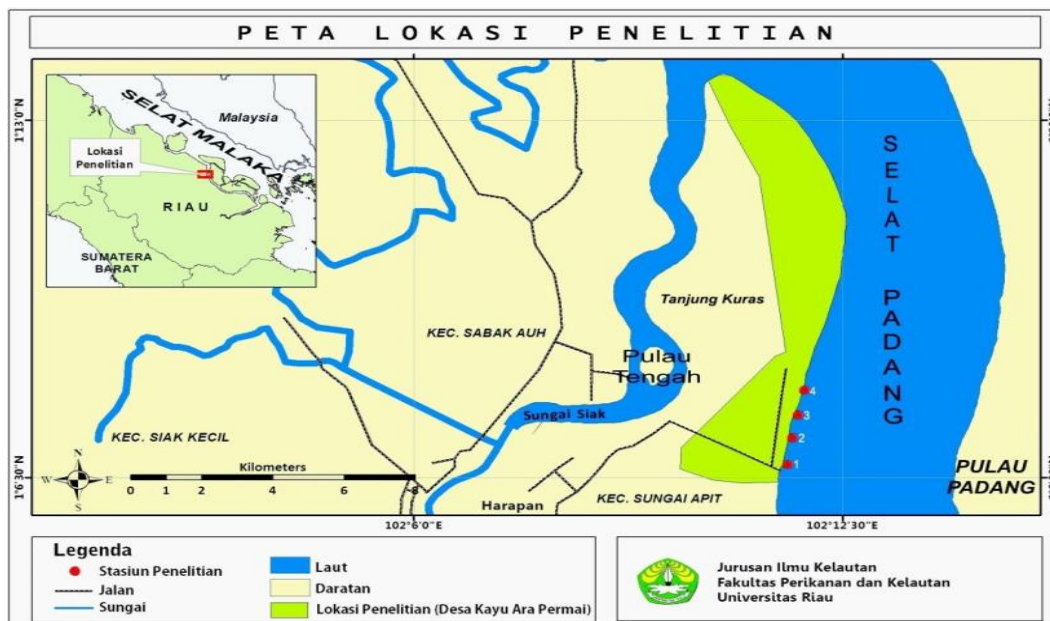 PETA LOKASI PENELITIAN
SELAT MALAKA
Malaysia
Lokasi
Penelitian
RIAU
SUMATERA
BARAT
1°13'0"N
1°6'30"N
SELAT PADANG
Tanjung Kuras
KEC. SABAK AUH
Pulau
Tengah
Sungai Siak
KEC. SIAK KECIL
4
3
2
1
N
W E
S
Kilometers
0 1 2 4 6 8
Harapan
KEC. SUNGAI APIT
PULAU
PADANG
102°6'0"E
102°12'30"E
Legenda
Stasiun Penelitian
Jalan
Sungai
Laut
Daratan
Lokasi Penelitian (Desa Kayu Ara Permai)
Jurusan Ilmu Kelautan
Fakultas Perikanan dan Kelautan
Universitas Riau